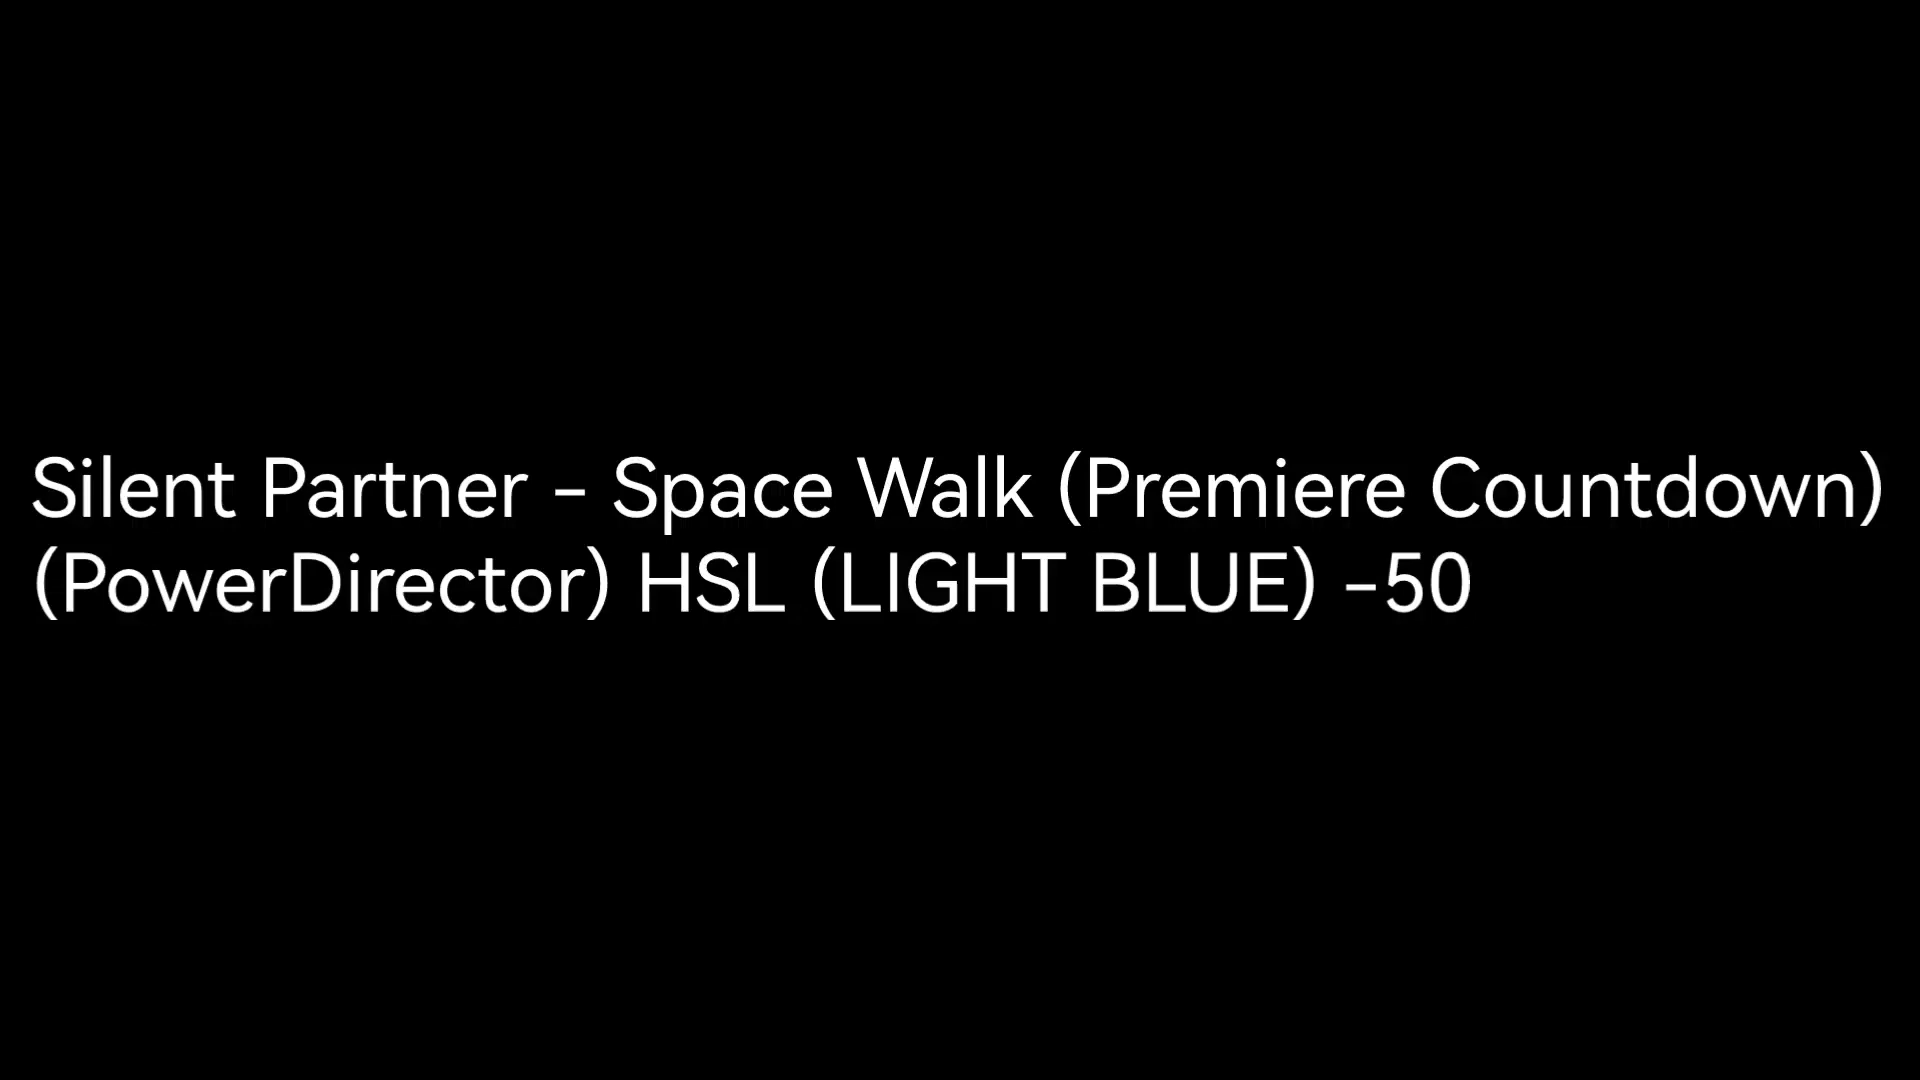 Silent Partner - Space Walk (Premiere Countdown)
(PowerDirector) HSL (LIGHT BLUE) -50